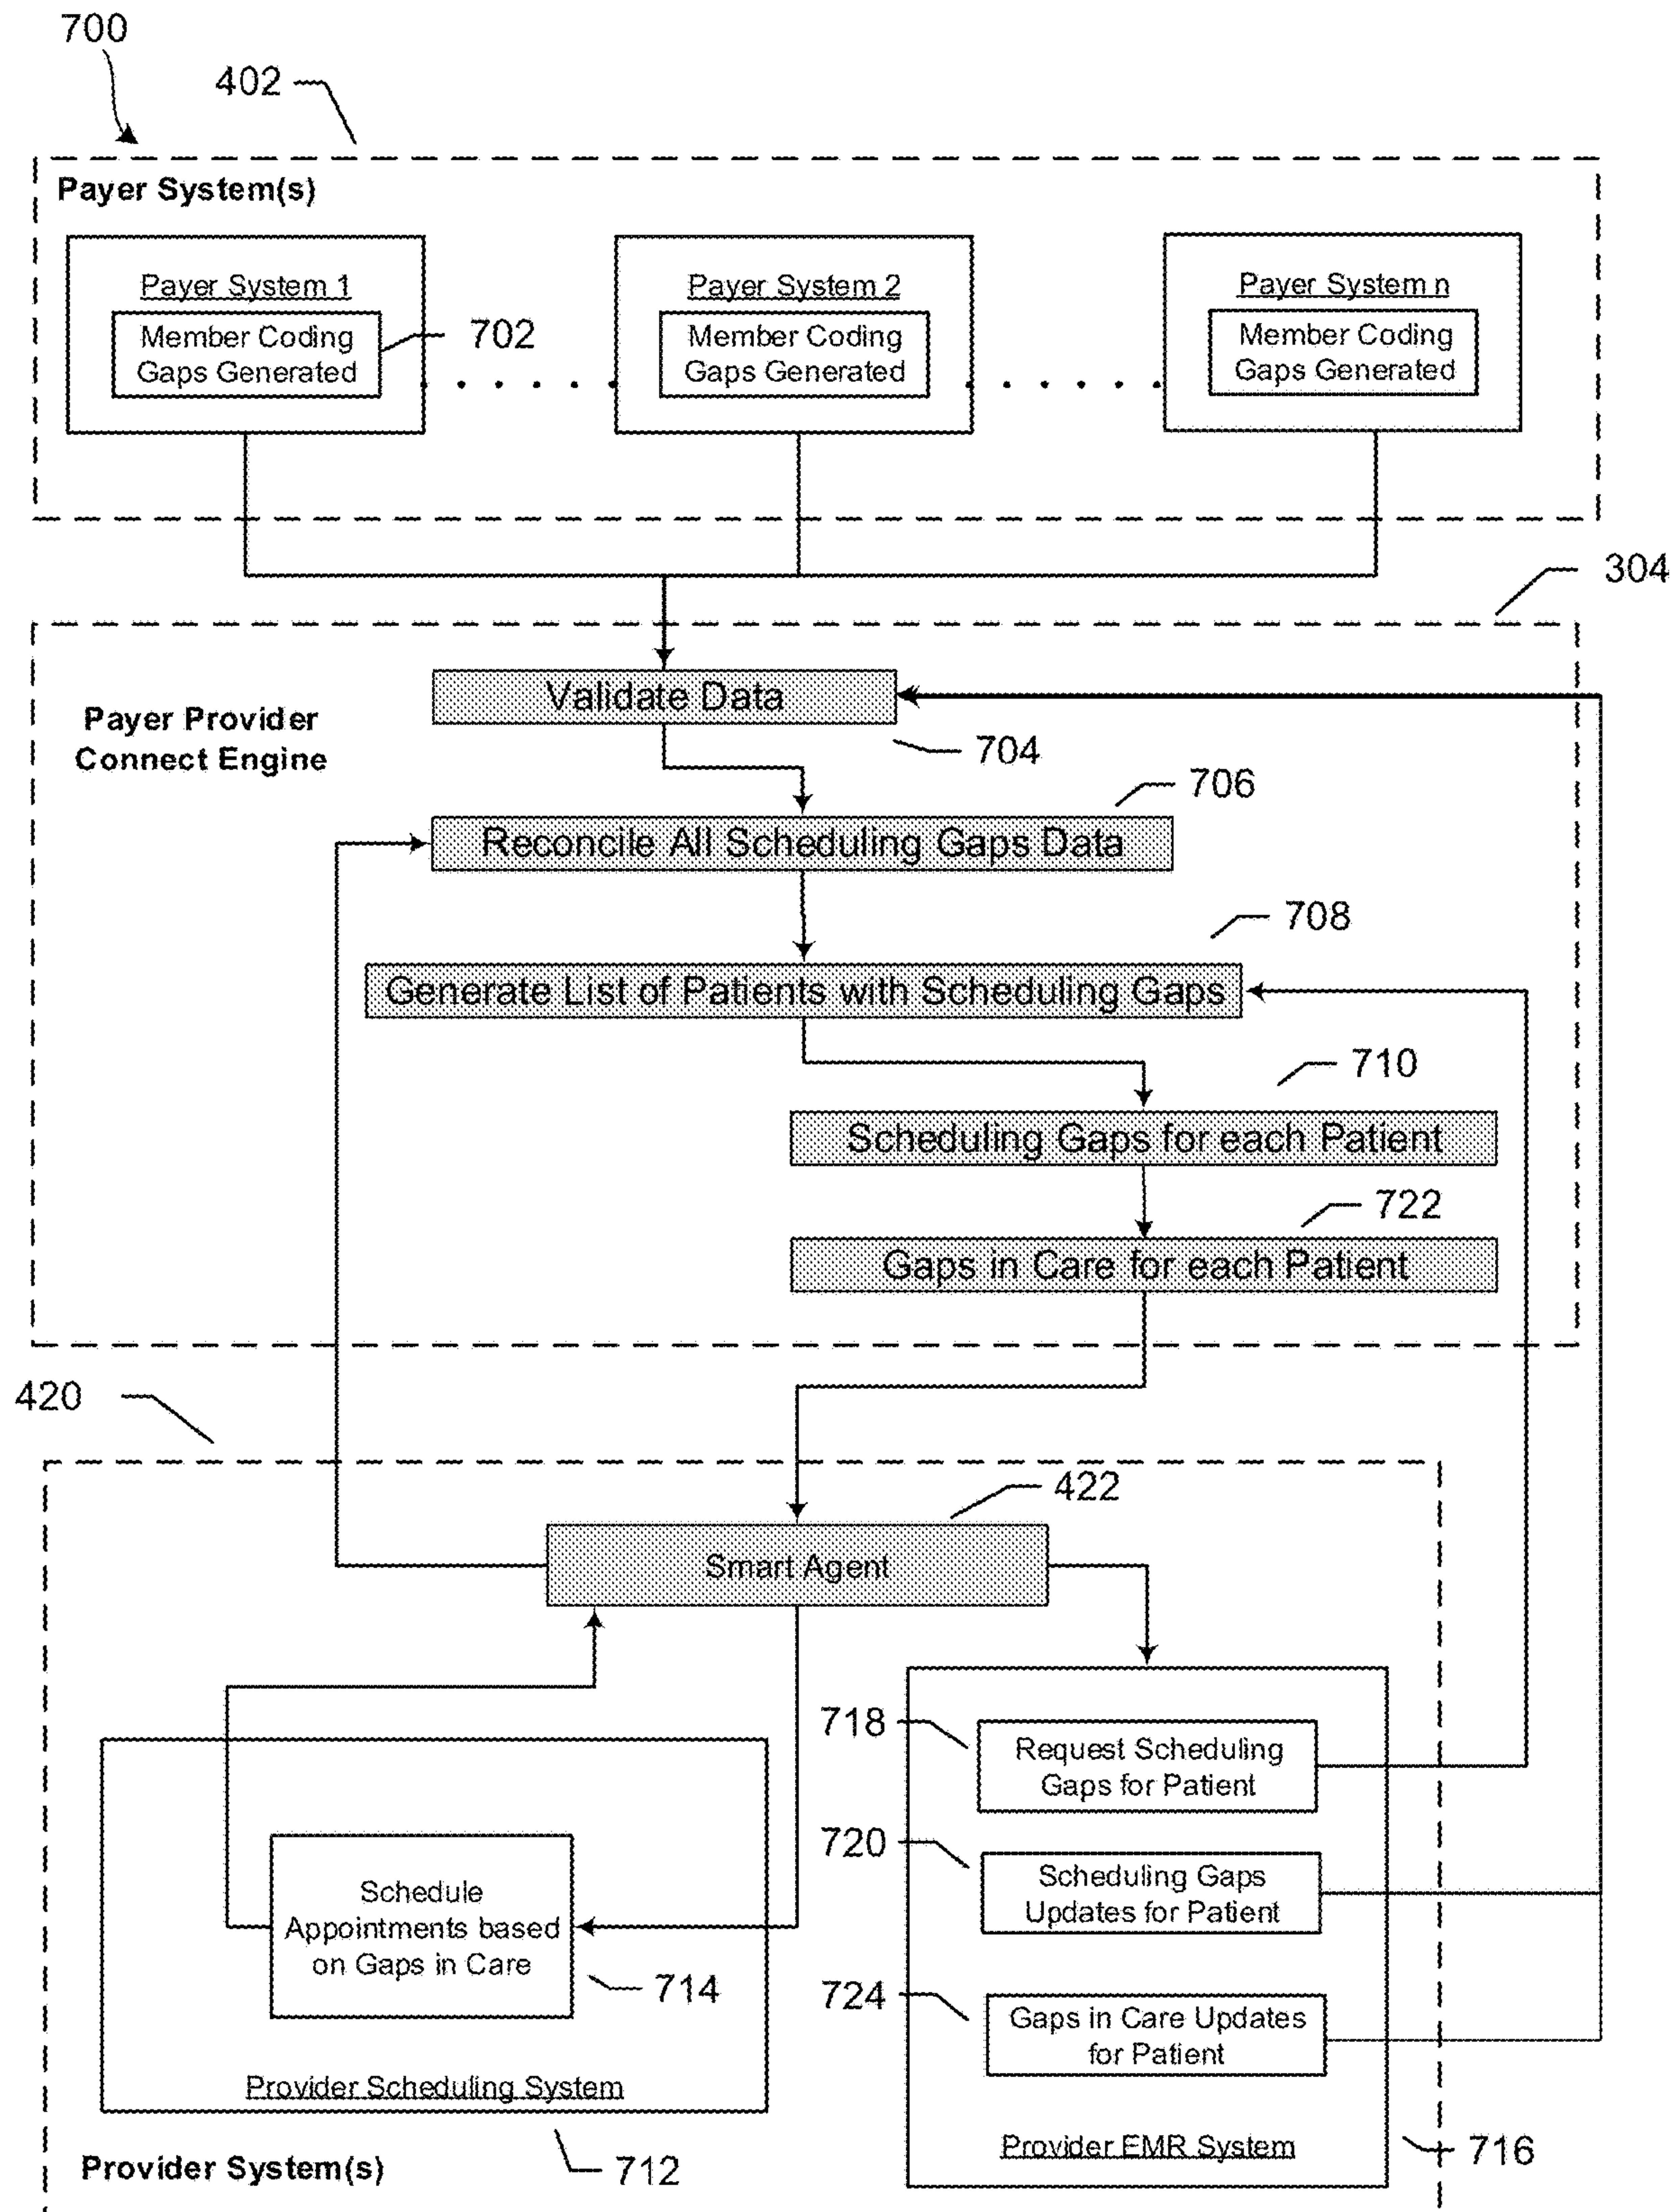 700
402
Payer System(s)
Payer System 1
Member Coding
Gaps Generated
702
Payer System 2
Member Coding
Gaps Generated
Payer System n
Member Coding
Gaps Generated
304
Payer Provider
Connect Engine
Validate Data
704
706
Reconcile All Scheduling Gaps Data
708
Generate List of Patients with Scheduling Gaps
710
Scheduling Gaps for each Patient
722
Gaps in Care for each Patient
420
422
Smart Agent
718
Request Scheduling
Gaps for Patient
720
Scheduling Gaps
Updates for Patient
Schedule
Appointments based
on Gaps in Care
714
724
Gaps in Care Updates
for Patient
Provider Scheduling System
712
Provider EMR System
716
Provider System(s)